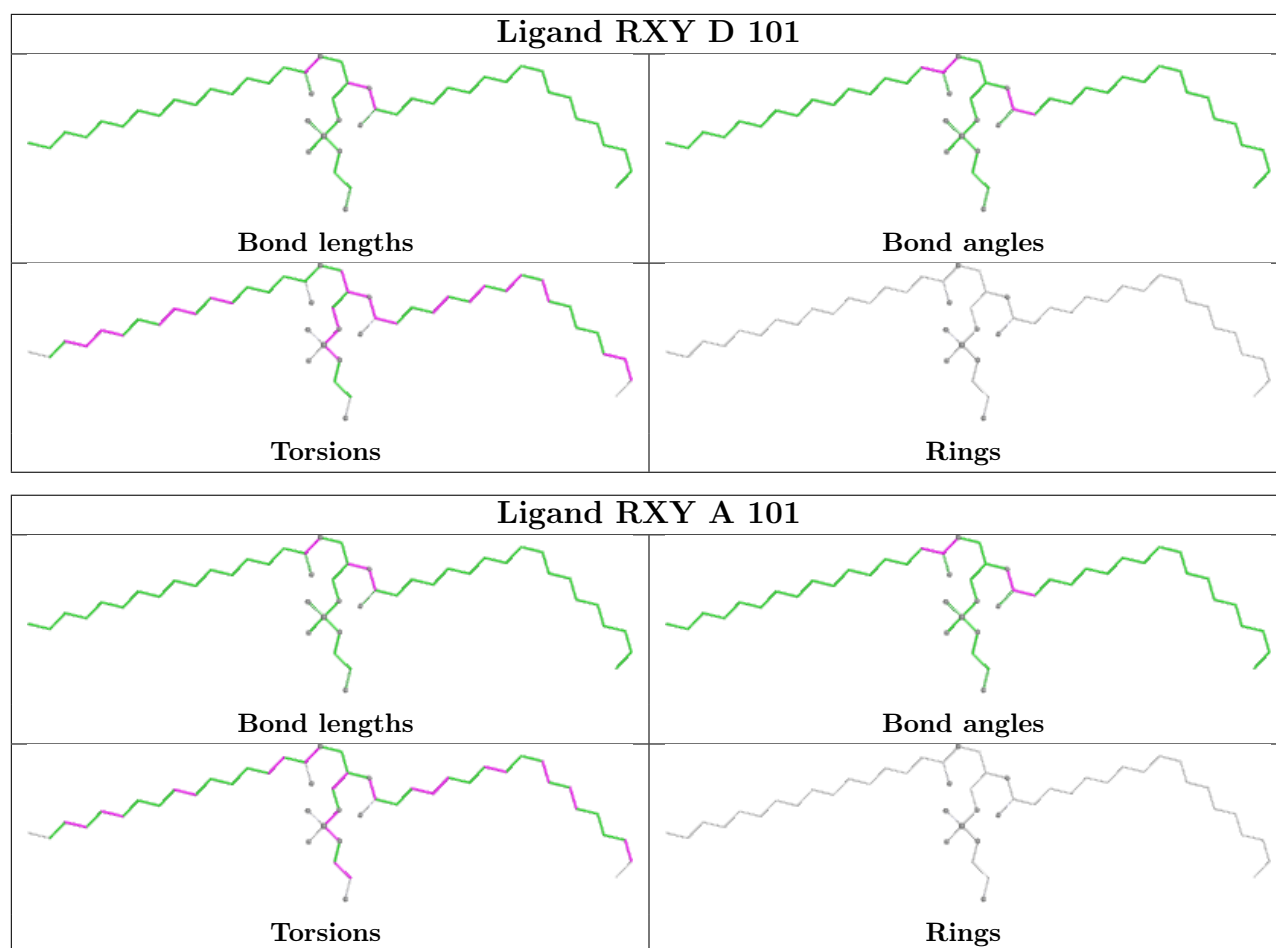 Ligand RXY D 101
Bond lengths
Bond angles
Torsions
Rings
Ligand RXY A 101
Bond lengths
Bond angles
Torsions
Rings